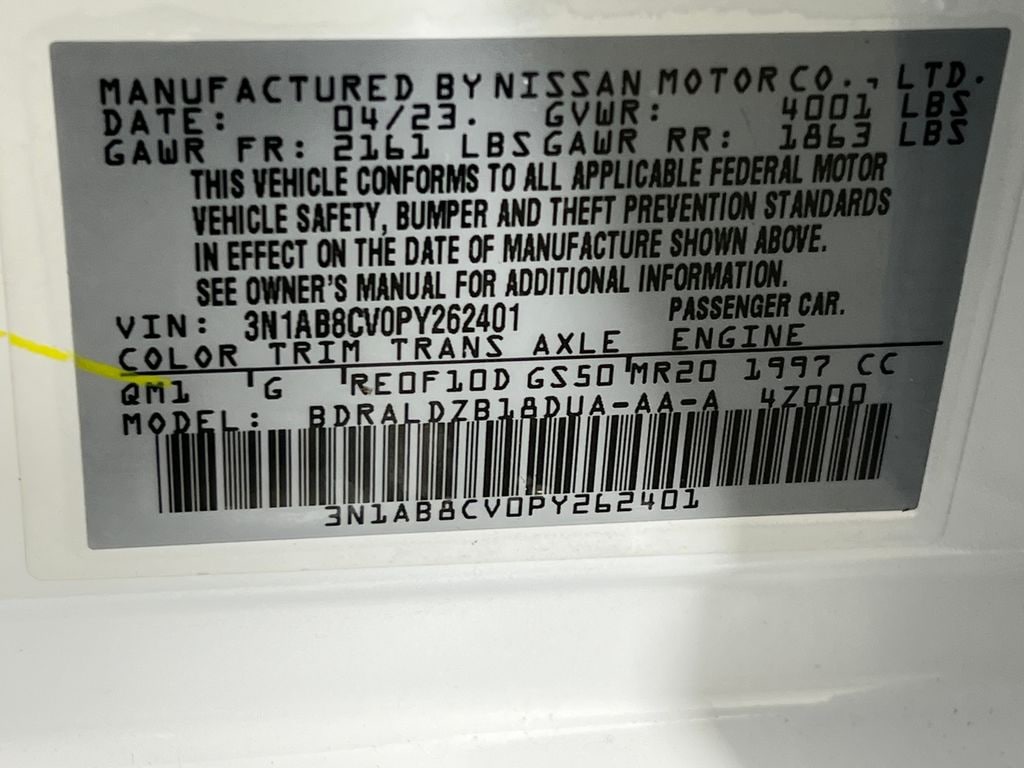 MANUFACTURED BY NISSAN MOTOR CO., LTD.
DATE: 04/23. GVWR: 4001 LBS
GAWR FR: 2161 LBS GAWR RR: 1863 LBS
THIS VEHICLE CONFORMS TO ALL APPLICABLE FEDERAL MOTOR
VEHICLE SAFETY, BUMPER AND THEFT PREVENTION STANDARDS
IN EFFECT ON THE DATE OF MANUFACTURE SHOWN ABOVE.
SEE OWNER'S MANUAL FOR ADDITIONAL INFORMATION.
VIN: 3N1AB8CV0PY262401 PASSENGER CAR.
COLOR TRIM TRANS AXLE ENGINE
QM1 G RE0F10D GS50 MR20 1997 CC
MODEL: BDRALDZB18DUA-AA-A 4Z000
3N1AB8CV0PY262401